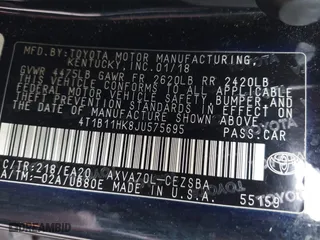 MFD.BY:TOYOTA MOTOR MANUFACTURING,
KENTUCKY, INC. 01/18
GVWR 4475LB GAWR FR 2620LB RR 2420LB
THIS VEHICLE CONFORMS TO ALL APPLICABLE
FEDERAL MOTOR VEHICLE SAFETY, BUMPER, AND
THEFT PREVENTION STANDARDS IN EFFECT ON
THE DATE OF MANUFACTURE SHOWN ABOVE.
4T1B11HK8JU575695 PASS.CAR
C/TR:218/EA20 AXVA70L-CEZSBA
A/TM:-02A/UB80E MADE IN U.S.A.
55159
TOYOTA